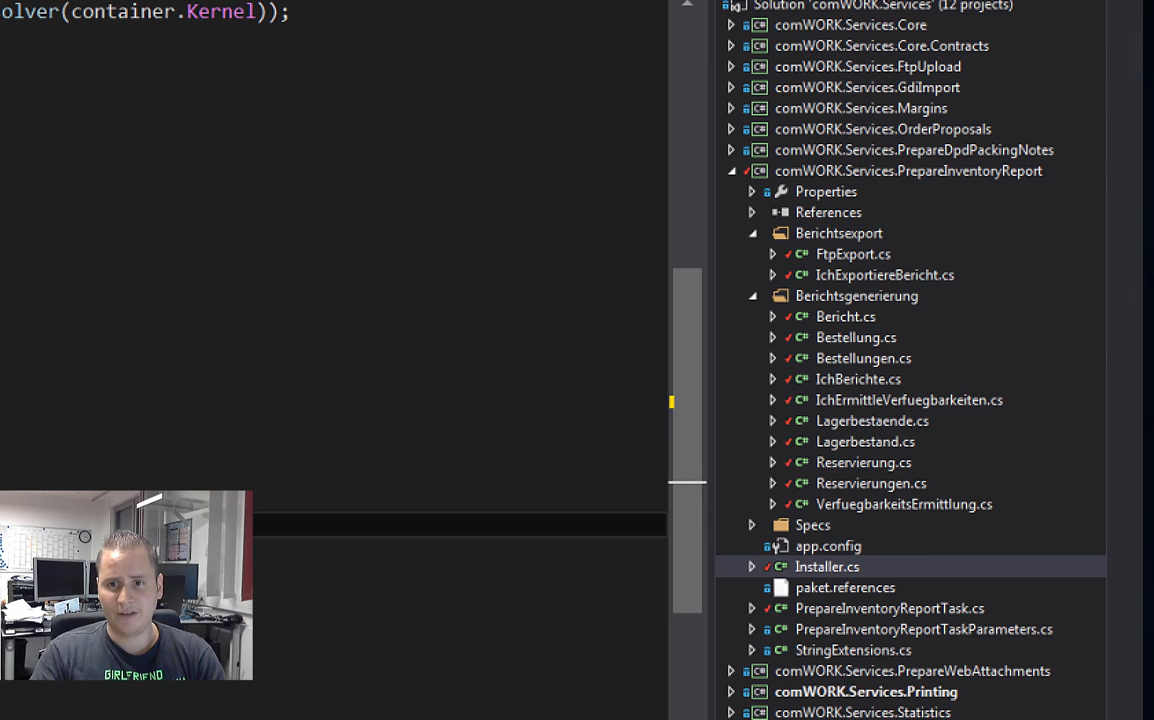 olver(container.Kernel));
Solution 'comWORK.Services' (12 projects)
comWORK.Services.Core
comWORK.Services.Core.Contracts
comWORK.Services.FtpUpload
comWORK.Services.GdiImport
comWORK.Services.Margins
comWORK.Services.OrderProposals
comWORK.Services.PrepareDpdPackingNotes
comWORK.Services.PrepareInventoryReport
Properties
References
Berichtsexport
C# FtpExport.cs
C# IchExportiereBericht.cs
Berichtsgenerierung
C# Bericht.cs
C# Bestellung.cs
C# Bestellungen.cs
C# IchBerichte.cs
C# IchErmittleVerfuegbarkeiten.cs
C# Lagerbestaende.cs
C# Lagerbestand.cs
C# Reservierung.cs
C# Reservierungen.cs
C# VerfuegbarkeitsErmittlung.cs
Specs
app.config
C# Installer.cs
paket.references
C# PrepareInventoryReportTask.cs
C# PrepareInventoryReportTaskParameters.cs
C# StringExtensions.cs
comWORK.Services.PrepareWebAttachments
comWORK.Services.Printing
comWORK.Services.Statistics
GIRLFRIEND